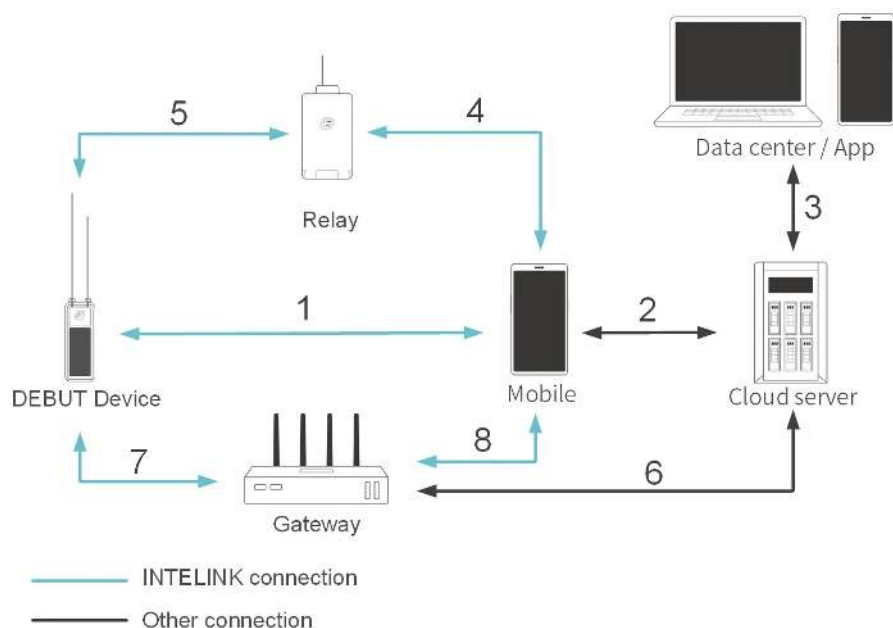 5
4
Data center / App
Relay
3
1
2
DEBUT Device
Mobile
Cloud server
7
8
6
Gateway
INTELINK connection
Other connection